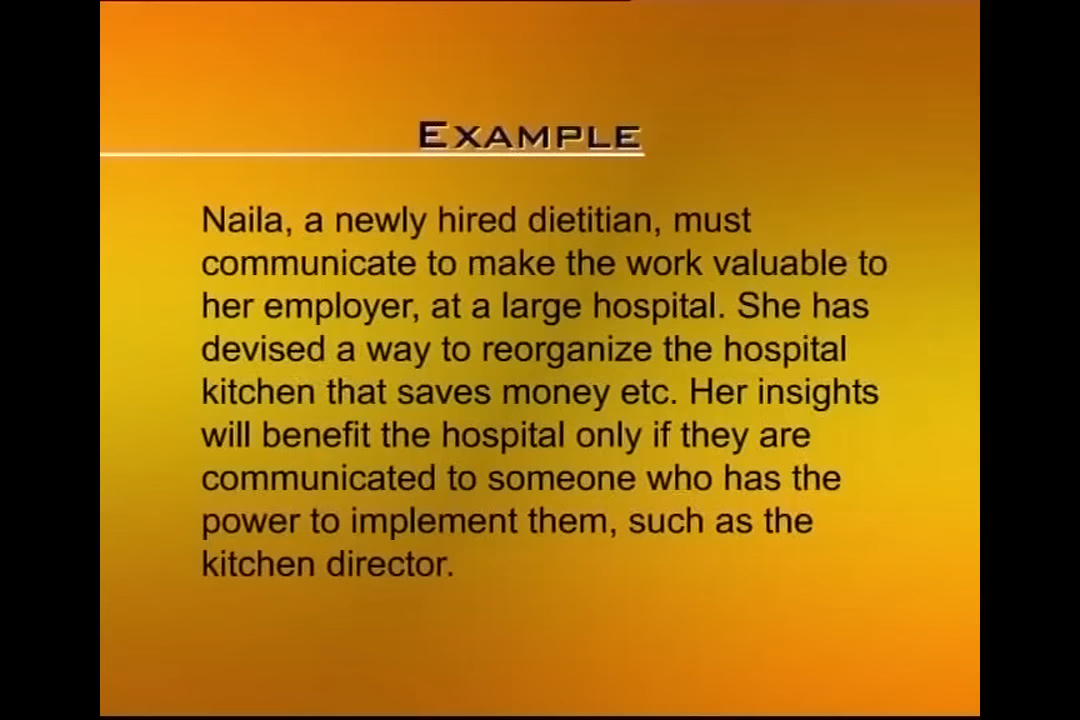 EXAMPLE
Naila, a newly hired dietitian, must
communicate to make the work valuable to
her employer, at a large hospital. She has
devised a way to reorganize the hospital
kitchen that saves money etc. Her insights
will benefit the hospital only if they are
communicated to someone who has the
power to implement them, such as the
kitchen director.